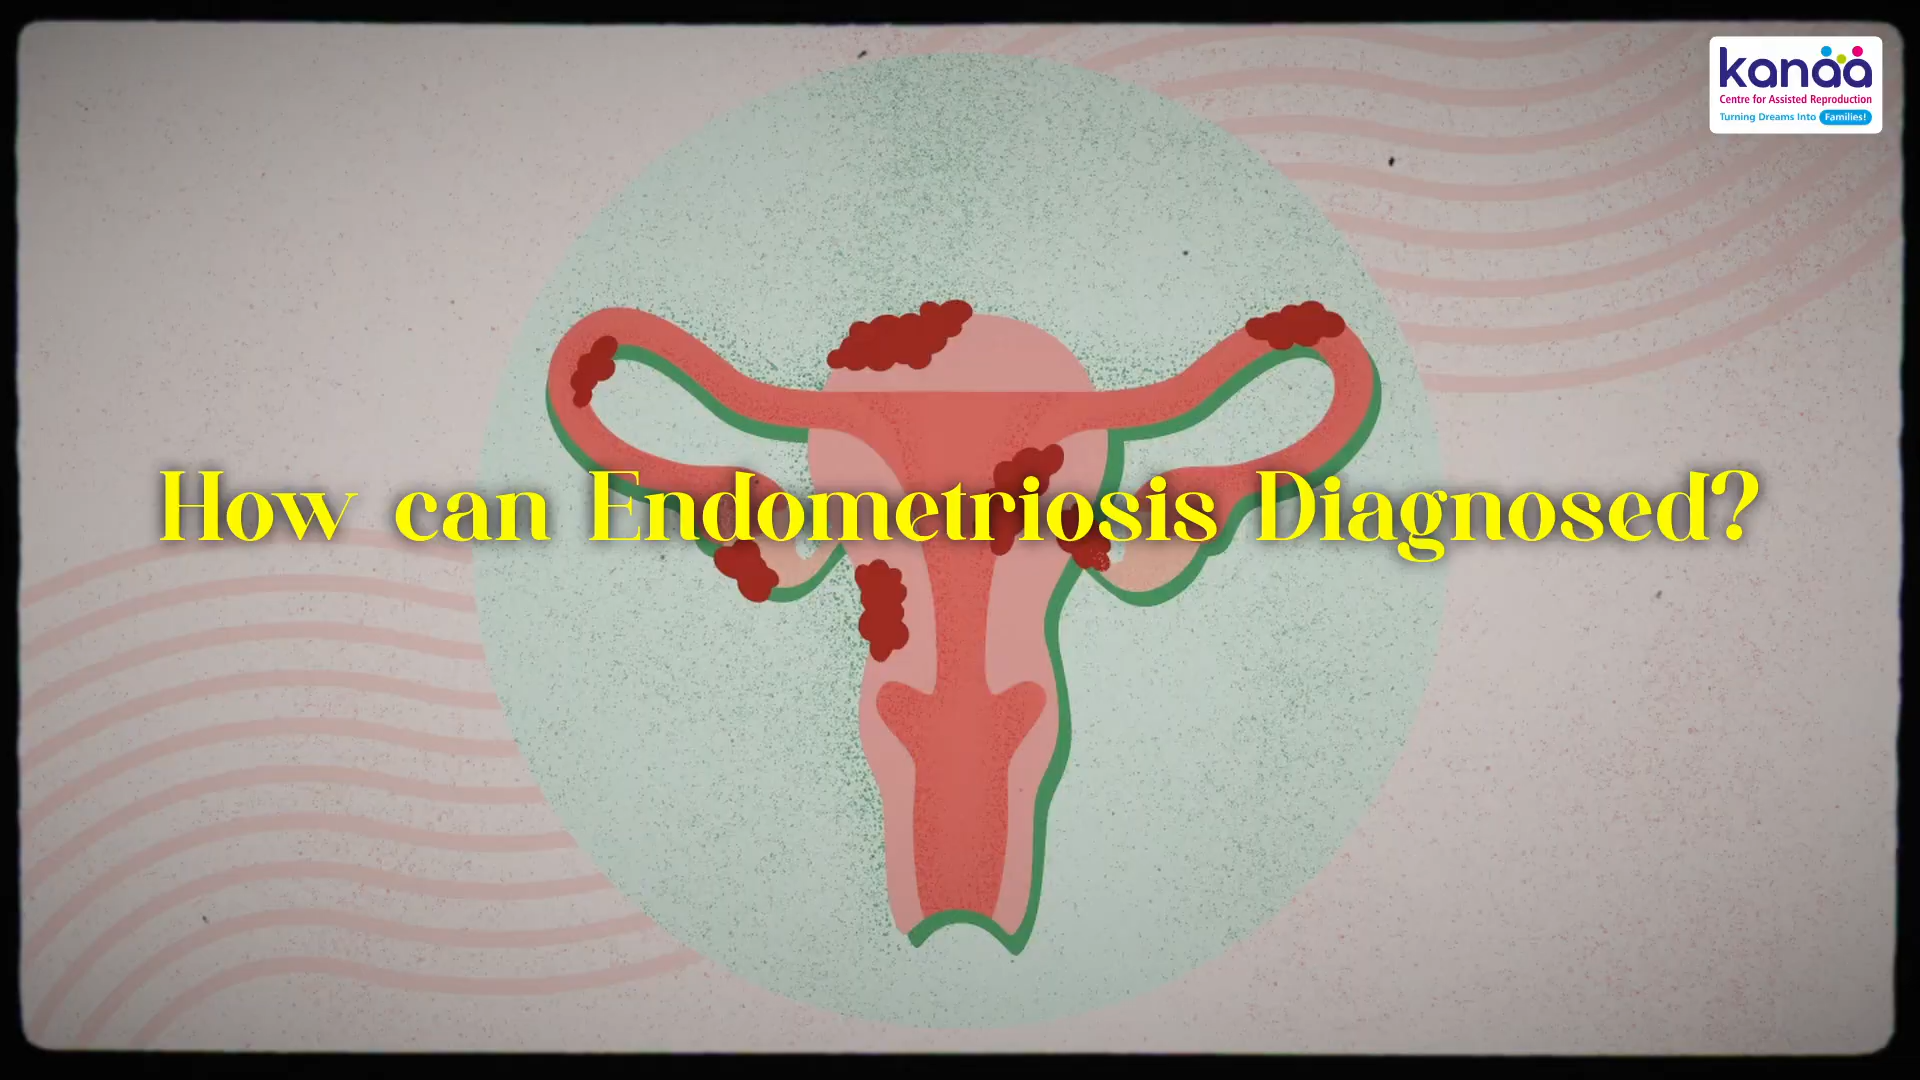 kanaa
Centre for Assisted Reproduction
Turning Dreams Into Families!
How can Endometriosis Diagnosed?